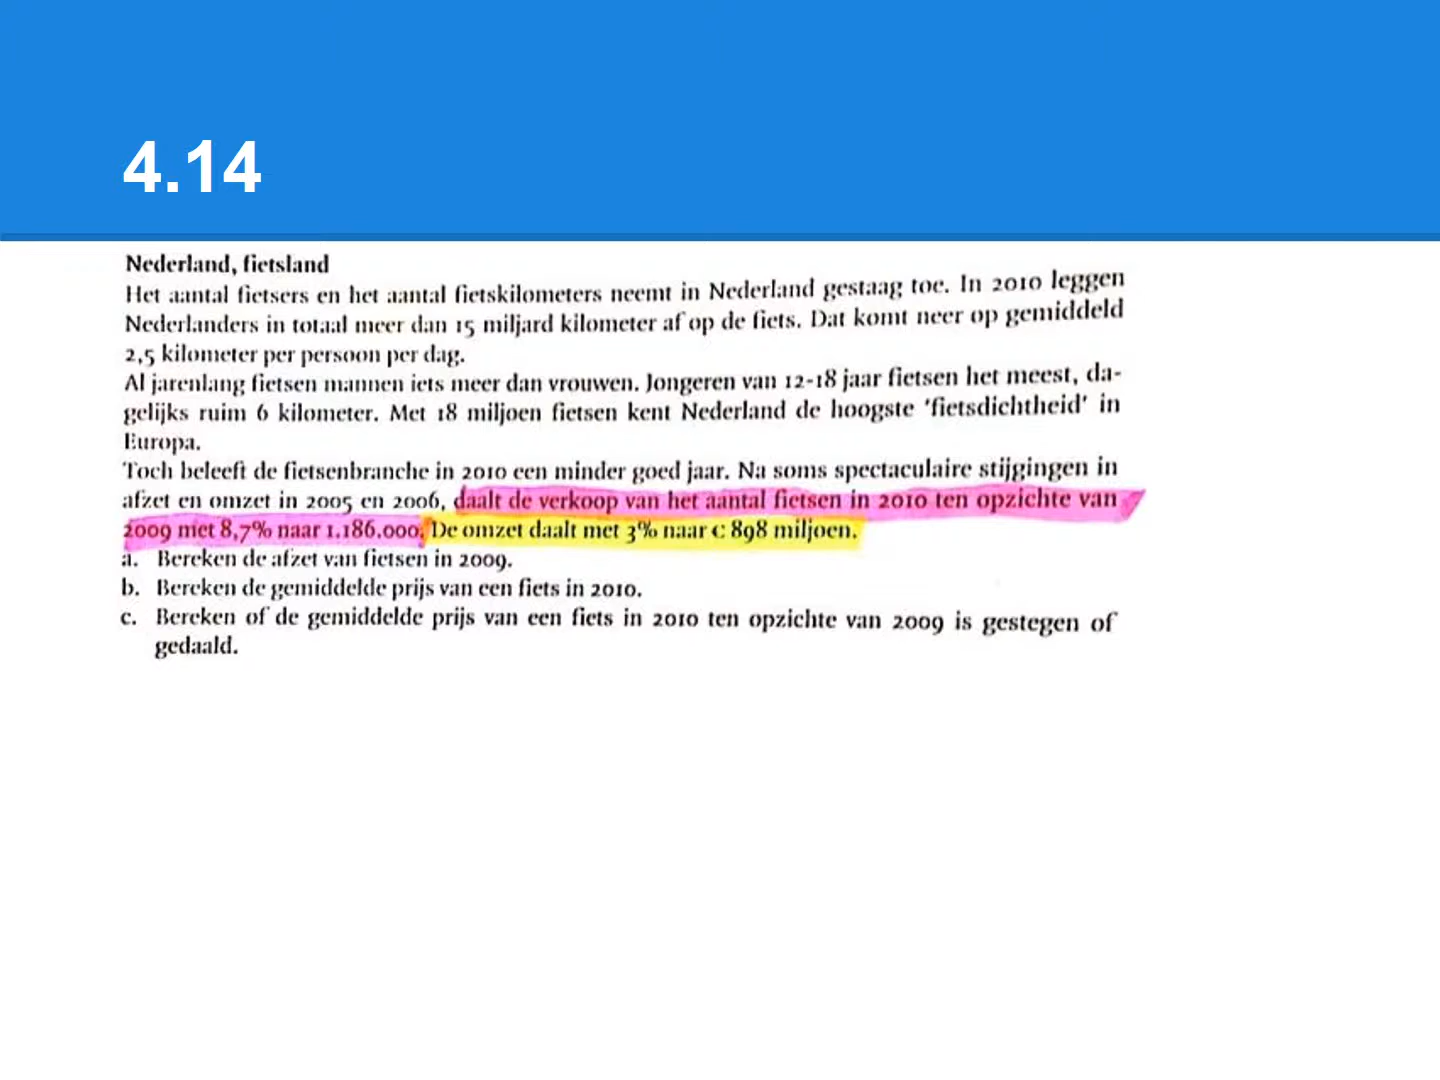 4.14
Nederland, fietsland
Het aantal fietsers en het aantal fietskilometers neemt in Nederland gestaag toe. In 2010 leggen
Nederlanders in totaal meer dan 15 miljard kilometer af op de fiets. Dat komt neer op gemiddeld
2,5 kilometer per persoon per dag.
Al jarenlang fietsen mannen iets meer dan vrouwen. Jongeren van 12-18 jaar fietsen het meest, da-
gelijks ruim 6 kilometer. Met 18 miljoen fietsen kent Nederland de hoogste 'fietsdichtheid' in
Europa.
Toch beleeft de fietsenbranche in 2010 een minder goed jaar. Na soms spectaculaire stijgingen in
afzet en omzet in 2005 en 2006, daalt de verkoop van het aantal fietsen in 2010 ten opzichte van
2009 met 8,7% naar 1.186.000. De omzet daalt met 3% naar € 898 miljoen.
a. Bereken de afzet van fietsen in 2009.
b. Bereken de gemiddelde prijs van een fiets in 2010.
c. Bereken of de gemiddelde prijs van een fiets in 2010 ten opzichte van 2009 is gestegen of
gedaald.